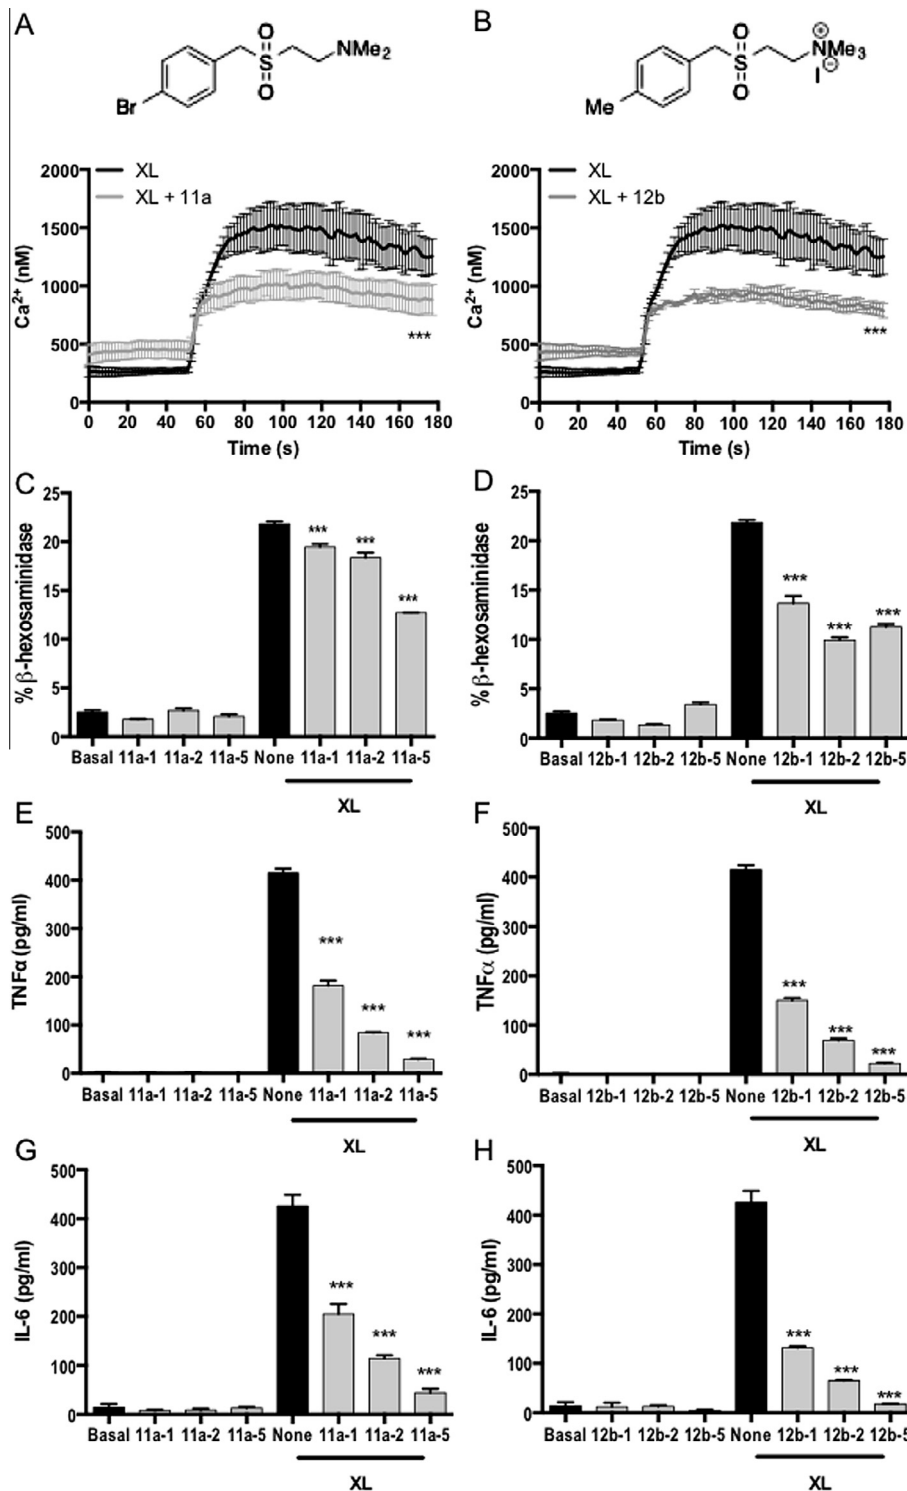 A
O
S
O
NMe2
Br
B
O
S
O
⊕
NMe3
I⊖
Me
2000
1500
1000
500
0
Ca2+ (nM)
XL
XL + 11a
0 20 40 60 80 100 120 140 160 180
Time (s)
***
2000
1500
1000
500
0
Ca2+ (nM)
XL
XL + 12b
0 20 40 60 80 100 120 140 160 180
Time (s)
***
C
25
20
15
10
5
0
% β-hexosaminidase
*** *** ***
Basal 11a-1 11a-2 11a-5 None 11a-1 11a-2 11a-5
XL
D
25
20
15
10
5
0
% β-hexosaminidase
*** *** ***
Basal 12b-1 12b-2 12b-5 None 12b-1 12b-2 12b-5
XL
E
500
400
300
200
100
0
TNFα (pg/ml)
*** *** ***
Basal 11a-1 11a-2 11a-5 None 11a-1 11a-2 11a-5
XL
F
500
400
300
200
100
0
TNFα (pg/ml)
*** *** ***
Basal 12b-1 12b-2 12b-5 None 12b-1 12b-2 12b-5
XL
G
500
400
300
200
100
0
IL-6 (pg/ml)
*** *** ***
Basal 11a-1 11a-2 11a-5 None 11a-1 11a-2 11a-5
XL
H
500
400
300
200
100
0
IL-6 (pg/ml)
*** *** ***
Basal 12b-1 12b-2 12b-5 None 12b-1 12b-2 12b-5
XL